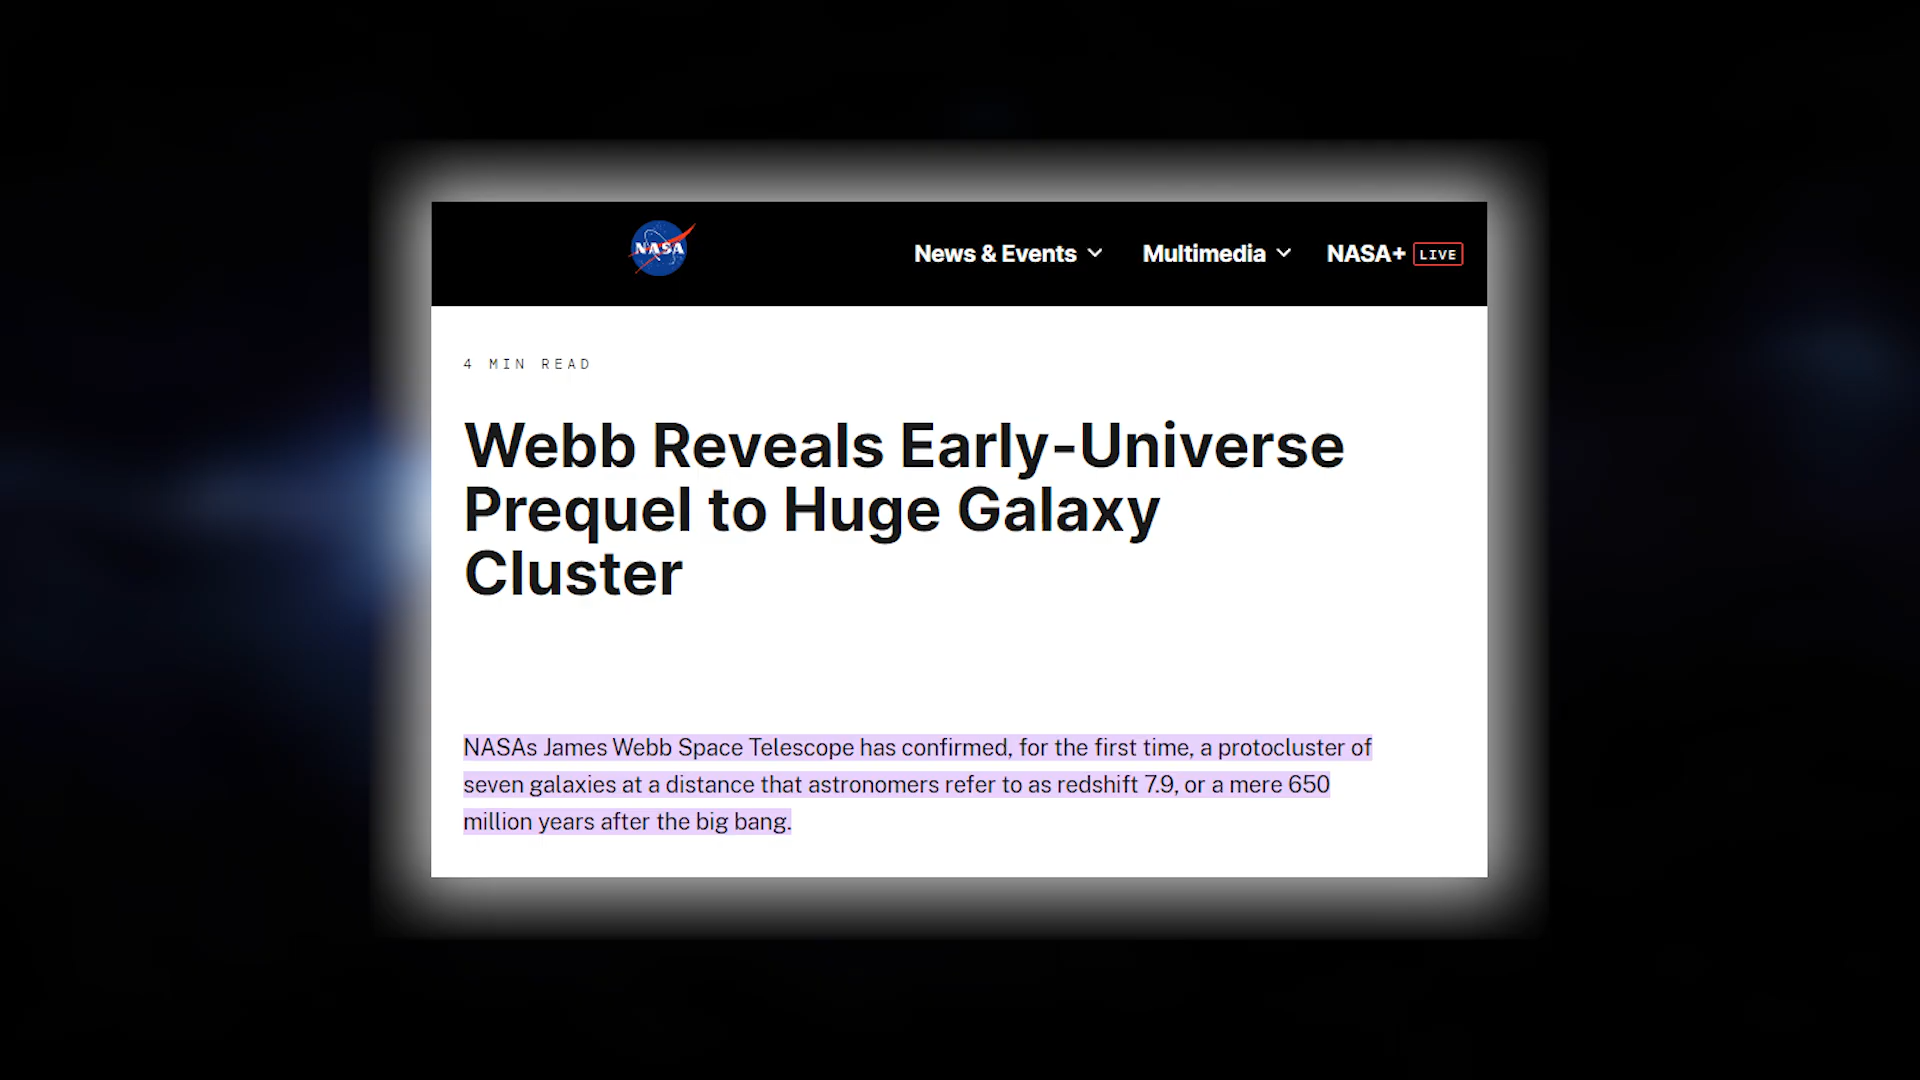 NASA
News & Events
Multimedia
NASA+ LIVE
4 MIN READ
Webb Reveals Early-Universe
Prequel to Huge Galaxy
Cluster
NASAs James Webb Space Telescope has confirmed, for the first time, a protocluster of
seven galaxies at a distance that astronomers refer to as redshift 7.9, or a mere 650
million years after the big bang.